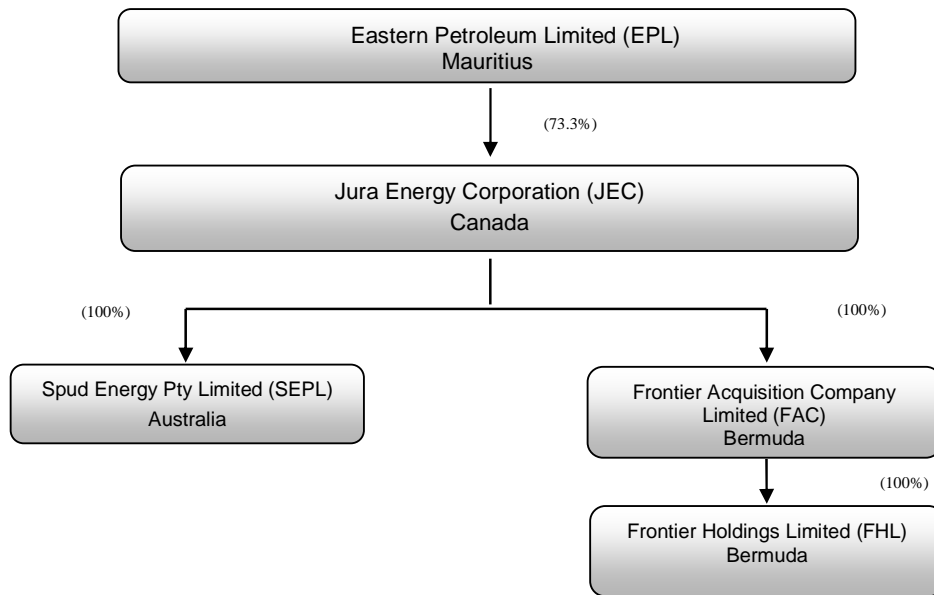 Eastern Petroleum Limited (EPL)
Mauritius
(73.3%)
Jura Energy Corporation (JEC)
Canada
(100%)
(100%)
Spud Energy Pty Limited (SEPL)
Australia
Frontier Acquisition Company
Limited (FAC)
Bermuda
(100%)
Frontier Holdings Limited (FHL)
Bermuda